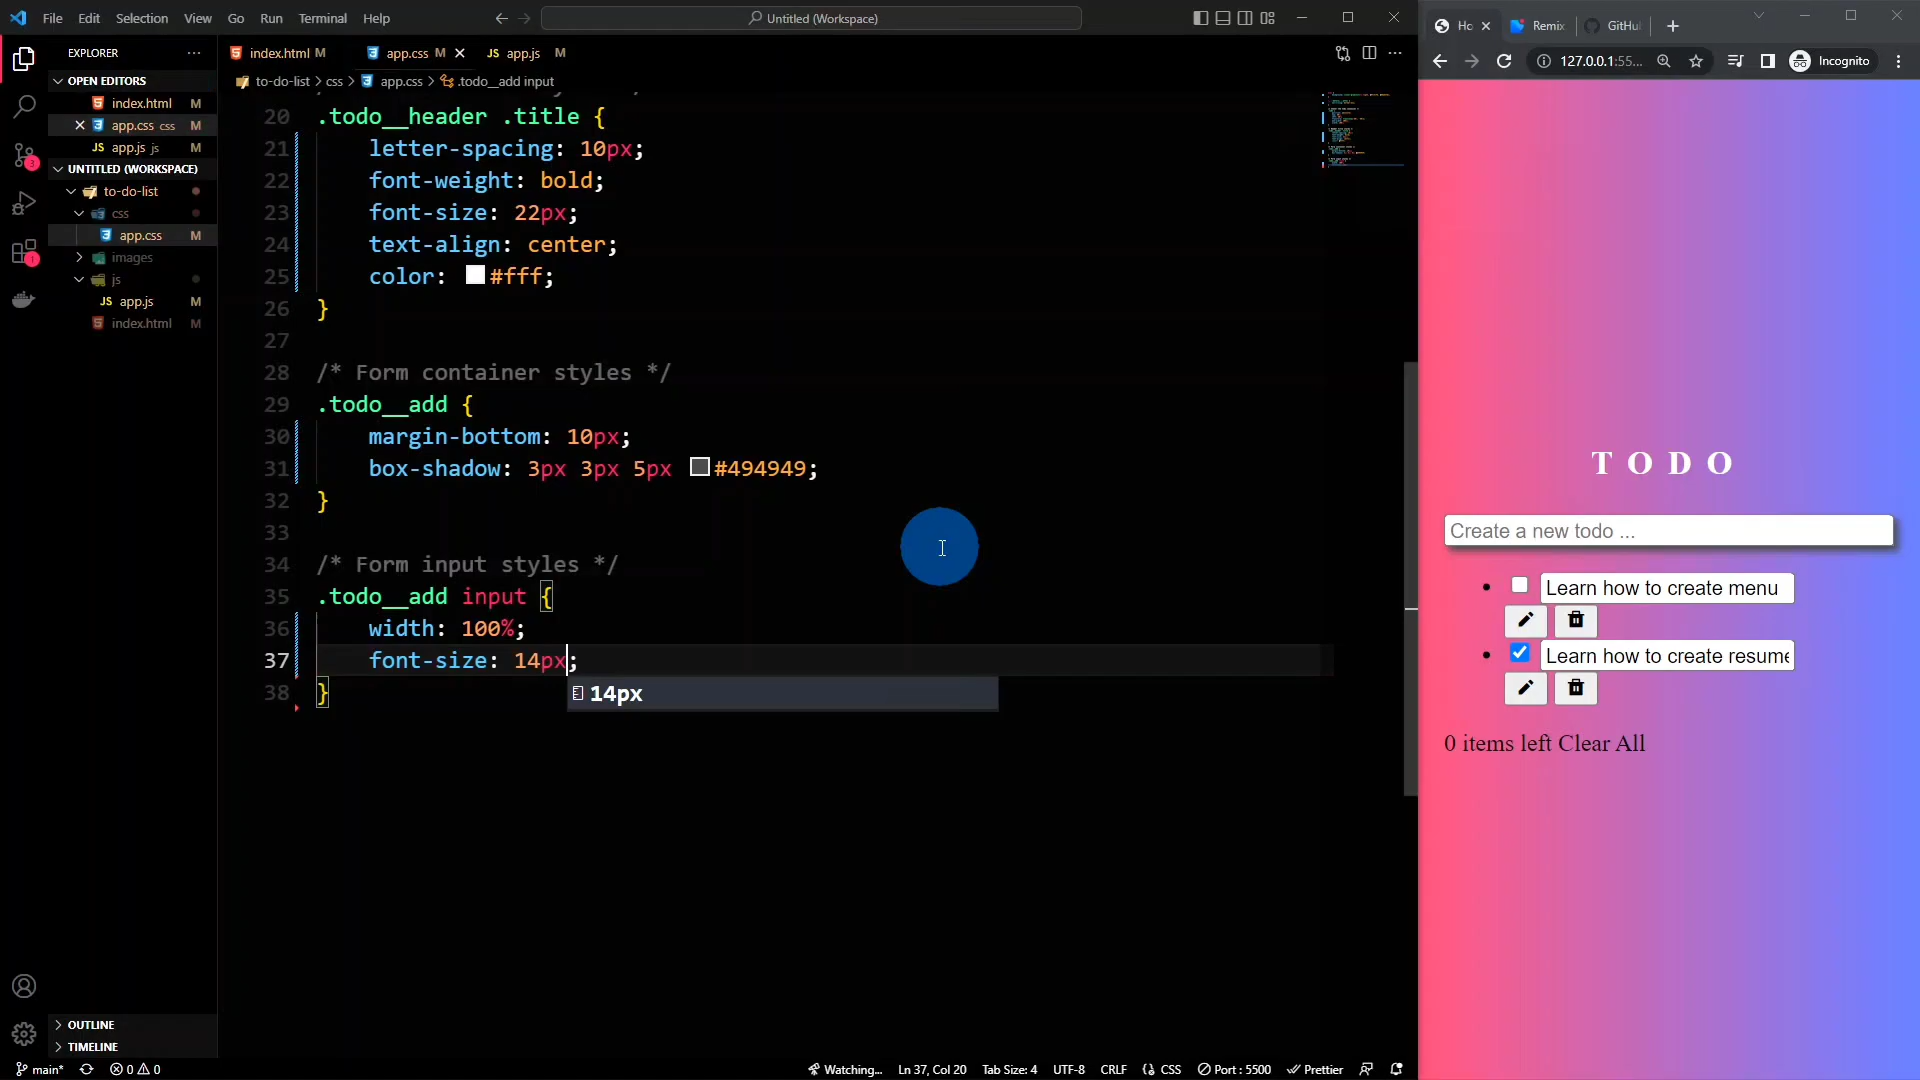 File Edit Selection View Go Run Terminal Help
Untitled (Workspace)
EXPLORER
OPEN EDITORS
index.html M
app.css css M
app.js js M
UNTITLED (WORKSPACE)
to-do-list
css
app.css M
images
js
JS app.js M
index.html M
OUTLINE
TIMELINE
index.html M
app.css M
JS app.js M
to-do-list > css > app.css > .todo__add input
20 .todo__header .title {
21 letter-spacing: 10px;
22 font-weight: bold;
23 font-size: 22px;
24 text-align: center;
25 color: #fff;
26 }
27
28 /* Form container styles */
29 .todo__add {
30 margin-bottom: 10px;
31 box-shadow: 3px 3px 5px #494949;
32 }
33
34 /* Form input styles */
35 .todo__add input {
36 width: 100%;
37 font-size: 14px;
38 }
14px
main* 0 0
Watching... Ln 37, Col 20 Tab Size: 4 UTF-8 CRLF CSS Port : 5500 Prettier
Ho Remix GitHu
127.0.0.1:55... Incognito
TODO
Create a new todo ...
Learn how to create menu
Learn how to create resume
0 items left Clear All